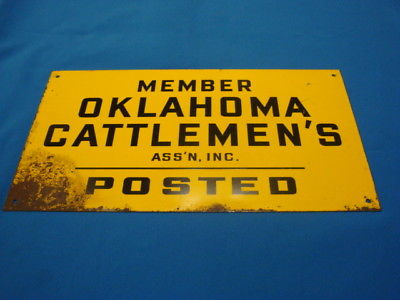 MEMBER
OKLAHOMA
CATTLEMEN'S
ASS'N, INC.
POSTED